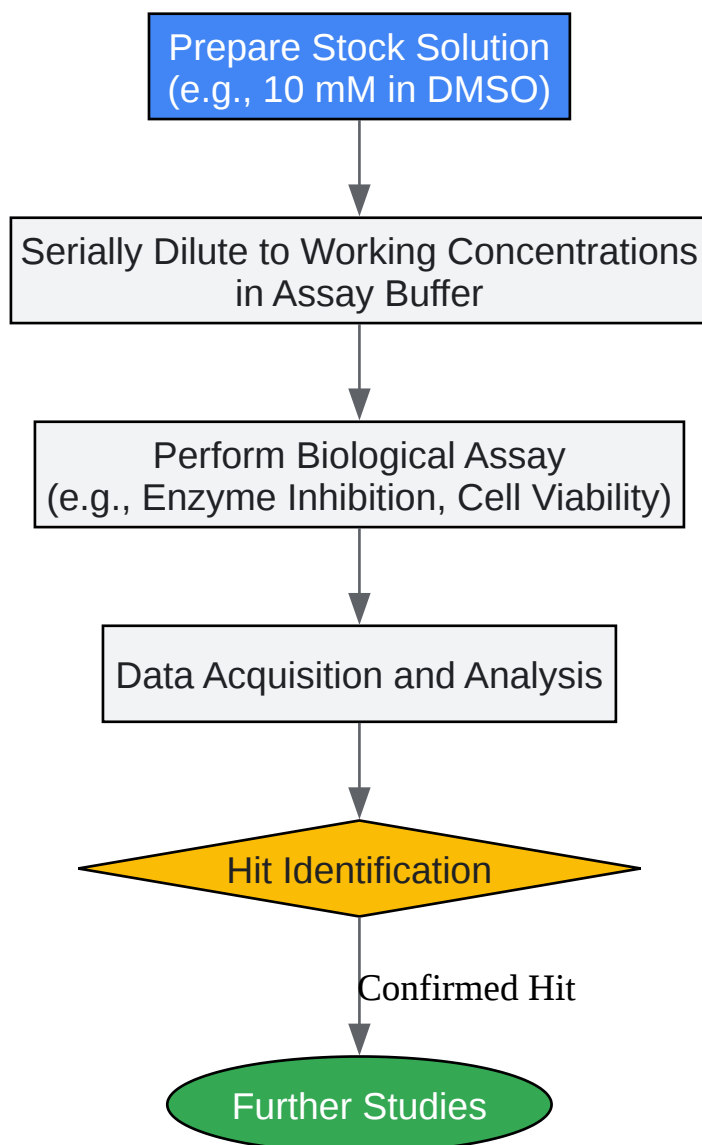 Prepare Stock Solution
(e.g., 10 mM in DMSO)
Serially Dilute to Working Concentrations
in Assay Buffer
Perform Biological Assay
(e.g., Enzyme Inhibition, Cell Viability)
Data Acquisition and Analysis
Hit Identification
Confirmed Hit
Further Studies